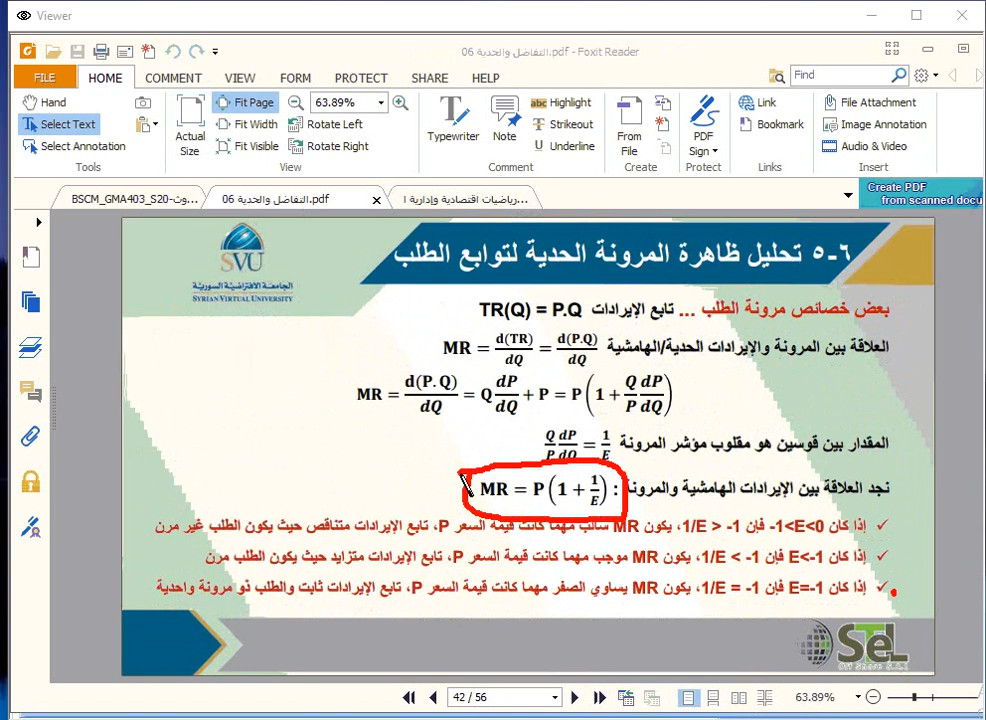 Viewer
التفاضل والحدية 06.pdf - Foxit Reader
FILE HOME COMMENT VIEW FORM PROTECT SHARE HELP
Find
Hand
Select Text
Select Annotation
Tools
Actual Size
Fit Page
Fit Width
Fit Visible
63.89%
Rotate Left
Rotate Right
View
Typewriter
Note
Highlight
Strikeout
Underline
Comment
From File
Create
PDF Sign
Protect
Link
Bookmark
Links
File Attachment
Image Annotation
Audio & Video
Insert
BSCM_GMA403_S20-وت...
التفاضل والحدية 06.pdf
رياضيات اقتصادية وإدارية ا...
Create PDF
from scanned docu
SVU
الجامعة الافتراضية السورية
SYRIAN VIRTUAL UNIVERSITY
٦-٥ تحليل ظاهرة المرونة الحدية لتوابع الطلب
بعض خصائص مرونة الطلب ... تابع الإيرادات TR(Q) = P.Q
العلاقة بين المرونة والإيرادات الحدية/الهامشية MR = d(TR)/dQ = d(P.Q)/dQ
MR = d(P.Q)/dQ = Q dP/dQ + P = P(1 + Q/P dP/dQ)
المقدار بين قوسين هو مقلوب مؤشر المرونة Q/P dP/dQ = 1/E
نجد العلاقة بين الإيرادات الهامشية والمرونة : MR = P(1 + 1/E)
✓ إذا كان -1<E<0 فإن 1/E > -1، يكون MR سالب مهما كانت قيمة السعر P، تابع الإيرادات متناقص حيث يكون الطلب غير مرن
✓ إذا كان E<-1 فإن 1/E < -1، يكون MR موجب مهما كانت قيمة السعر P، تابع الإيرادات متزايد حيث يكون الطلب مرن
✓ إذا كان E=-1 فإن 1/E = -1، يكون MR يساوي الصفر مهما كانت قيمة السعر P، تابع الإيرادات ثابت والطلب ذو مرونة واحدية
42 / 56
63.89%